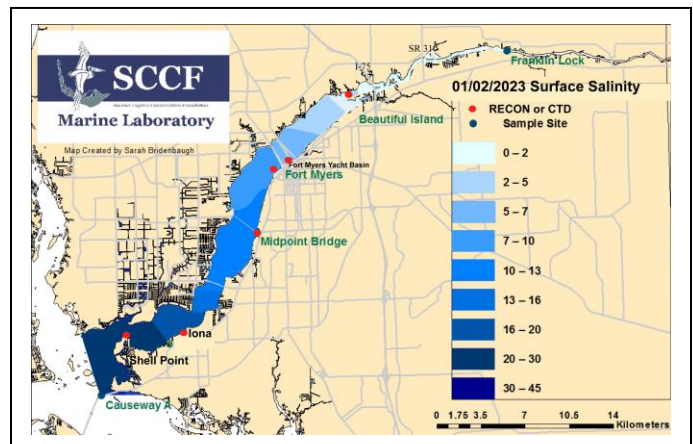 SCCF
Marine Laboratory
Map Created by Sarah Bridenbaugh
I-75
SR 31
Franklin Lock
01/02/2023 Surface Salinity
RECON or CTD
Sample Site
Beautiful Island
Fort Myers Yacht Basin
Fort Myers
Midpoint Bridge
Iona
Shell Point
Causeway A
0 – 2
2 – 5
5 – 7
7 – 10
10 – 13
13 – 16
16 – 20
20 – 30
30 – 45
0 1.75 3.5 7 10.5 14
Kilometers